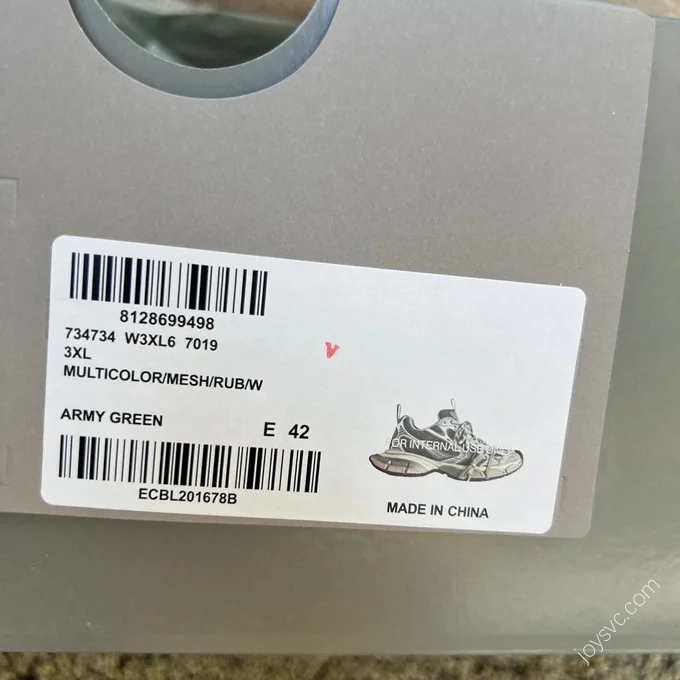 8128699498
734734 W3XL6 7019
3XL
MULTICOLOR/MESH/RUB/W
ARMY GREEN
E 42
ECBL201678B
FOR INTERNAL USE ONLY
MADE IN CHINA
joysvc.com